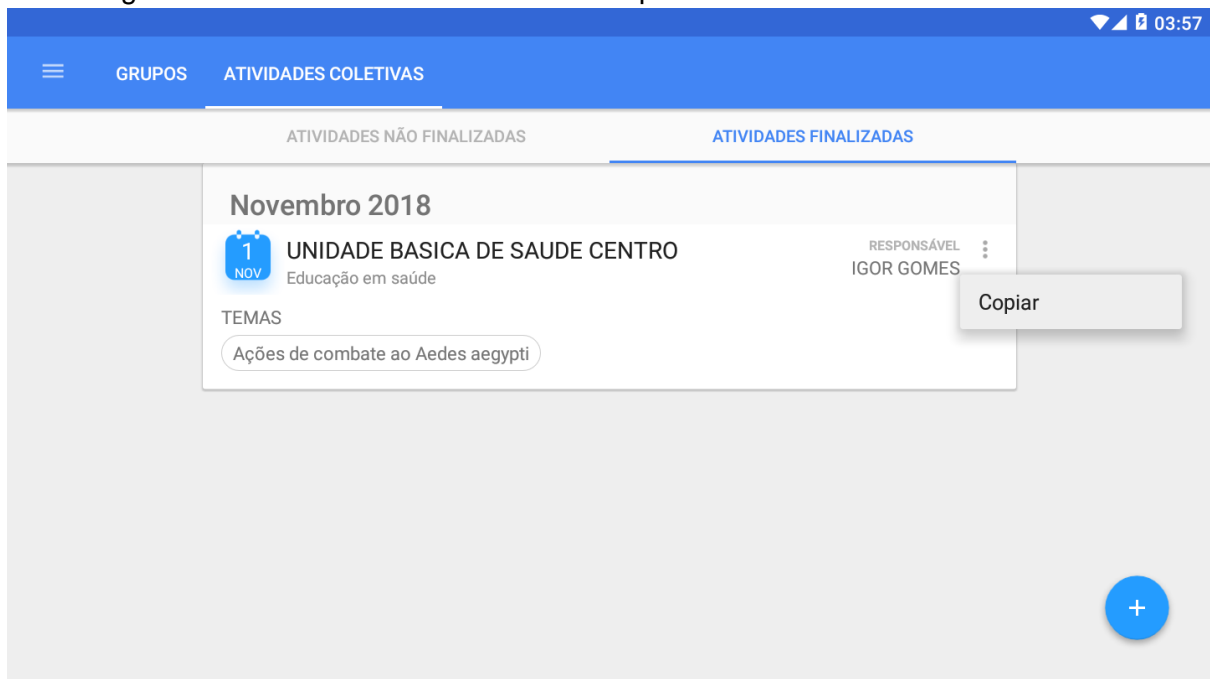 03:57
GRUPOS ATIVIDADES COLETIVAS
ATIVIDADES NÃO FINALIZADAS ATIVIDADES FINALIZADAS
Novembro 2018
1
NOV
UNIDADE BASICA DE SAUDE CENTRO
Educação em saúde
RESPONSÁVEL
IGOR GOMES
Copiar
TEMAS
Ações de combate ao Aedes aegypti
+